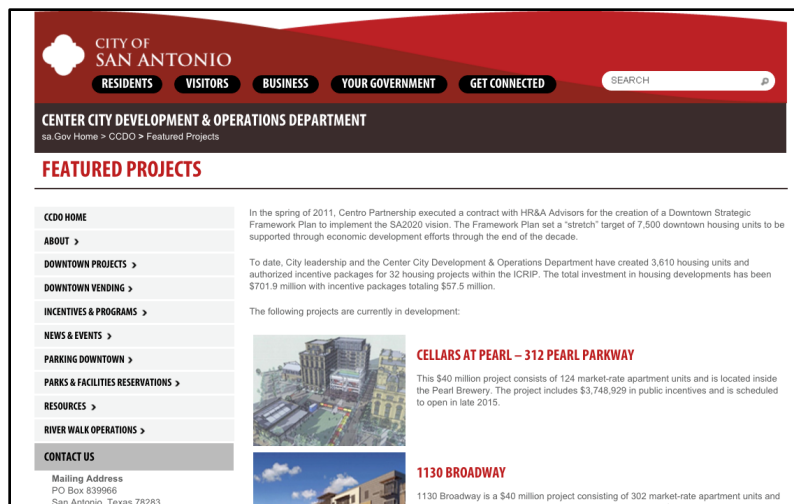 CITY OF
SAN ANTONIO
RESIDENTS VISITORS BUSINESS YOUR GOVERNMENT GET CONNECTED SEARCH
CENTER CITY DEVELOPMENT & OPERATIONS DEPARTMENT
sa.Gov Home > CCDO > Featured Projects
FEATURED PROJECTS
CCDO HOME
ABOUT >
DOWNTOWN PROJECTS >
DOWNTOWN VENDING >
INCENTIVES & PROGRAMS >
NEWS & EVENTS >
PARKING DOWNTOWN >
PARKS & FACILITIES RESERVATIONS >
RESOURCES >
RIVER WALK OPERATIONS >
CONTACT US
Mailing Address
PO Box 839966
San Antonio, Texas 78283
In the spring of 2011, Centro Partnership executed a contract with HR&A Advisors for the creation of a Downtown Strategic
Framework Plan to implement the SA2020 vision. The Framework Plan set a “stretch” target of 7,500 downtown housing units to be
supported through economic development efforts through the end of the decade.
To date, City leadership and the Center City Development & Operations Department have created 3,610 housing units and
authorized incentive packages for 32 housing projects within the ICRIP. The total investment in housing developments has been
$701.9 million with incentive packages totaling $57.5 million.
The following projects are currently in development:
CELLARS AT PEARL – 312 PEARL PARKWAY
This $40 million project consists of 124 market-rate apartment units and is located inside
the Pearl Brewery. The project includes $3,748,929 in public incentives and is scheduled
to open in late 2015.
1130 BROADWAY
1130 Broadway is a $40 million project consisting of 302 market-rate apartment units and